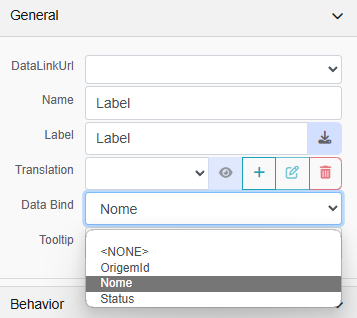 General
DataLinkUrl
Name
Label
Label
Label
Translation
Data Bind
Nome
Tooltip
<NONE>
OrigemId
Nome
Status
Behavior